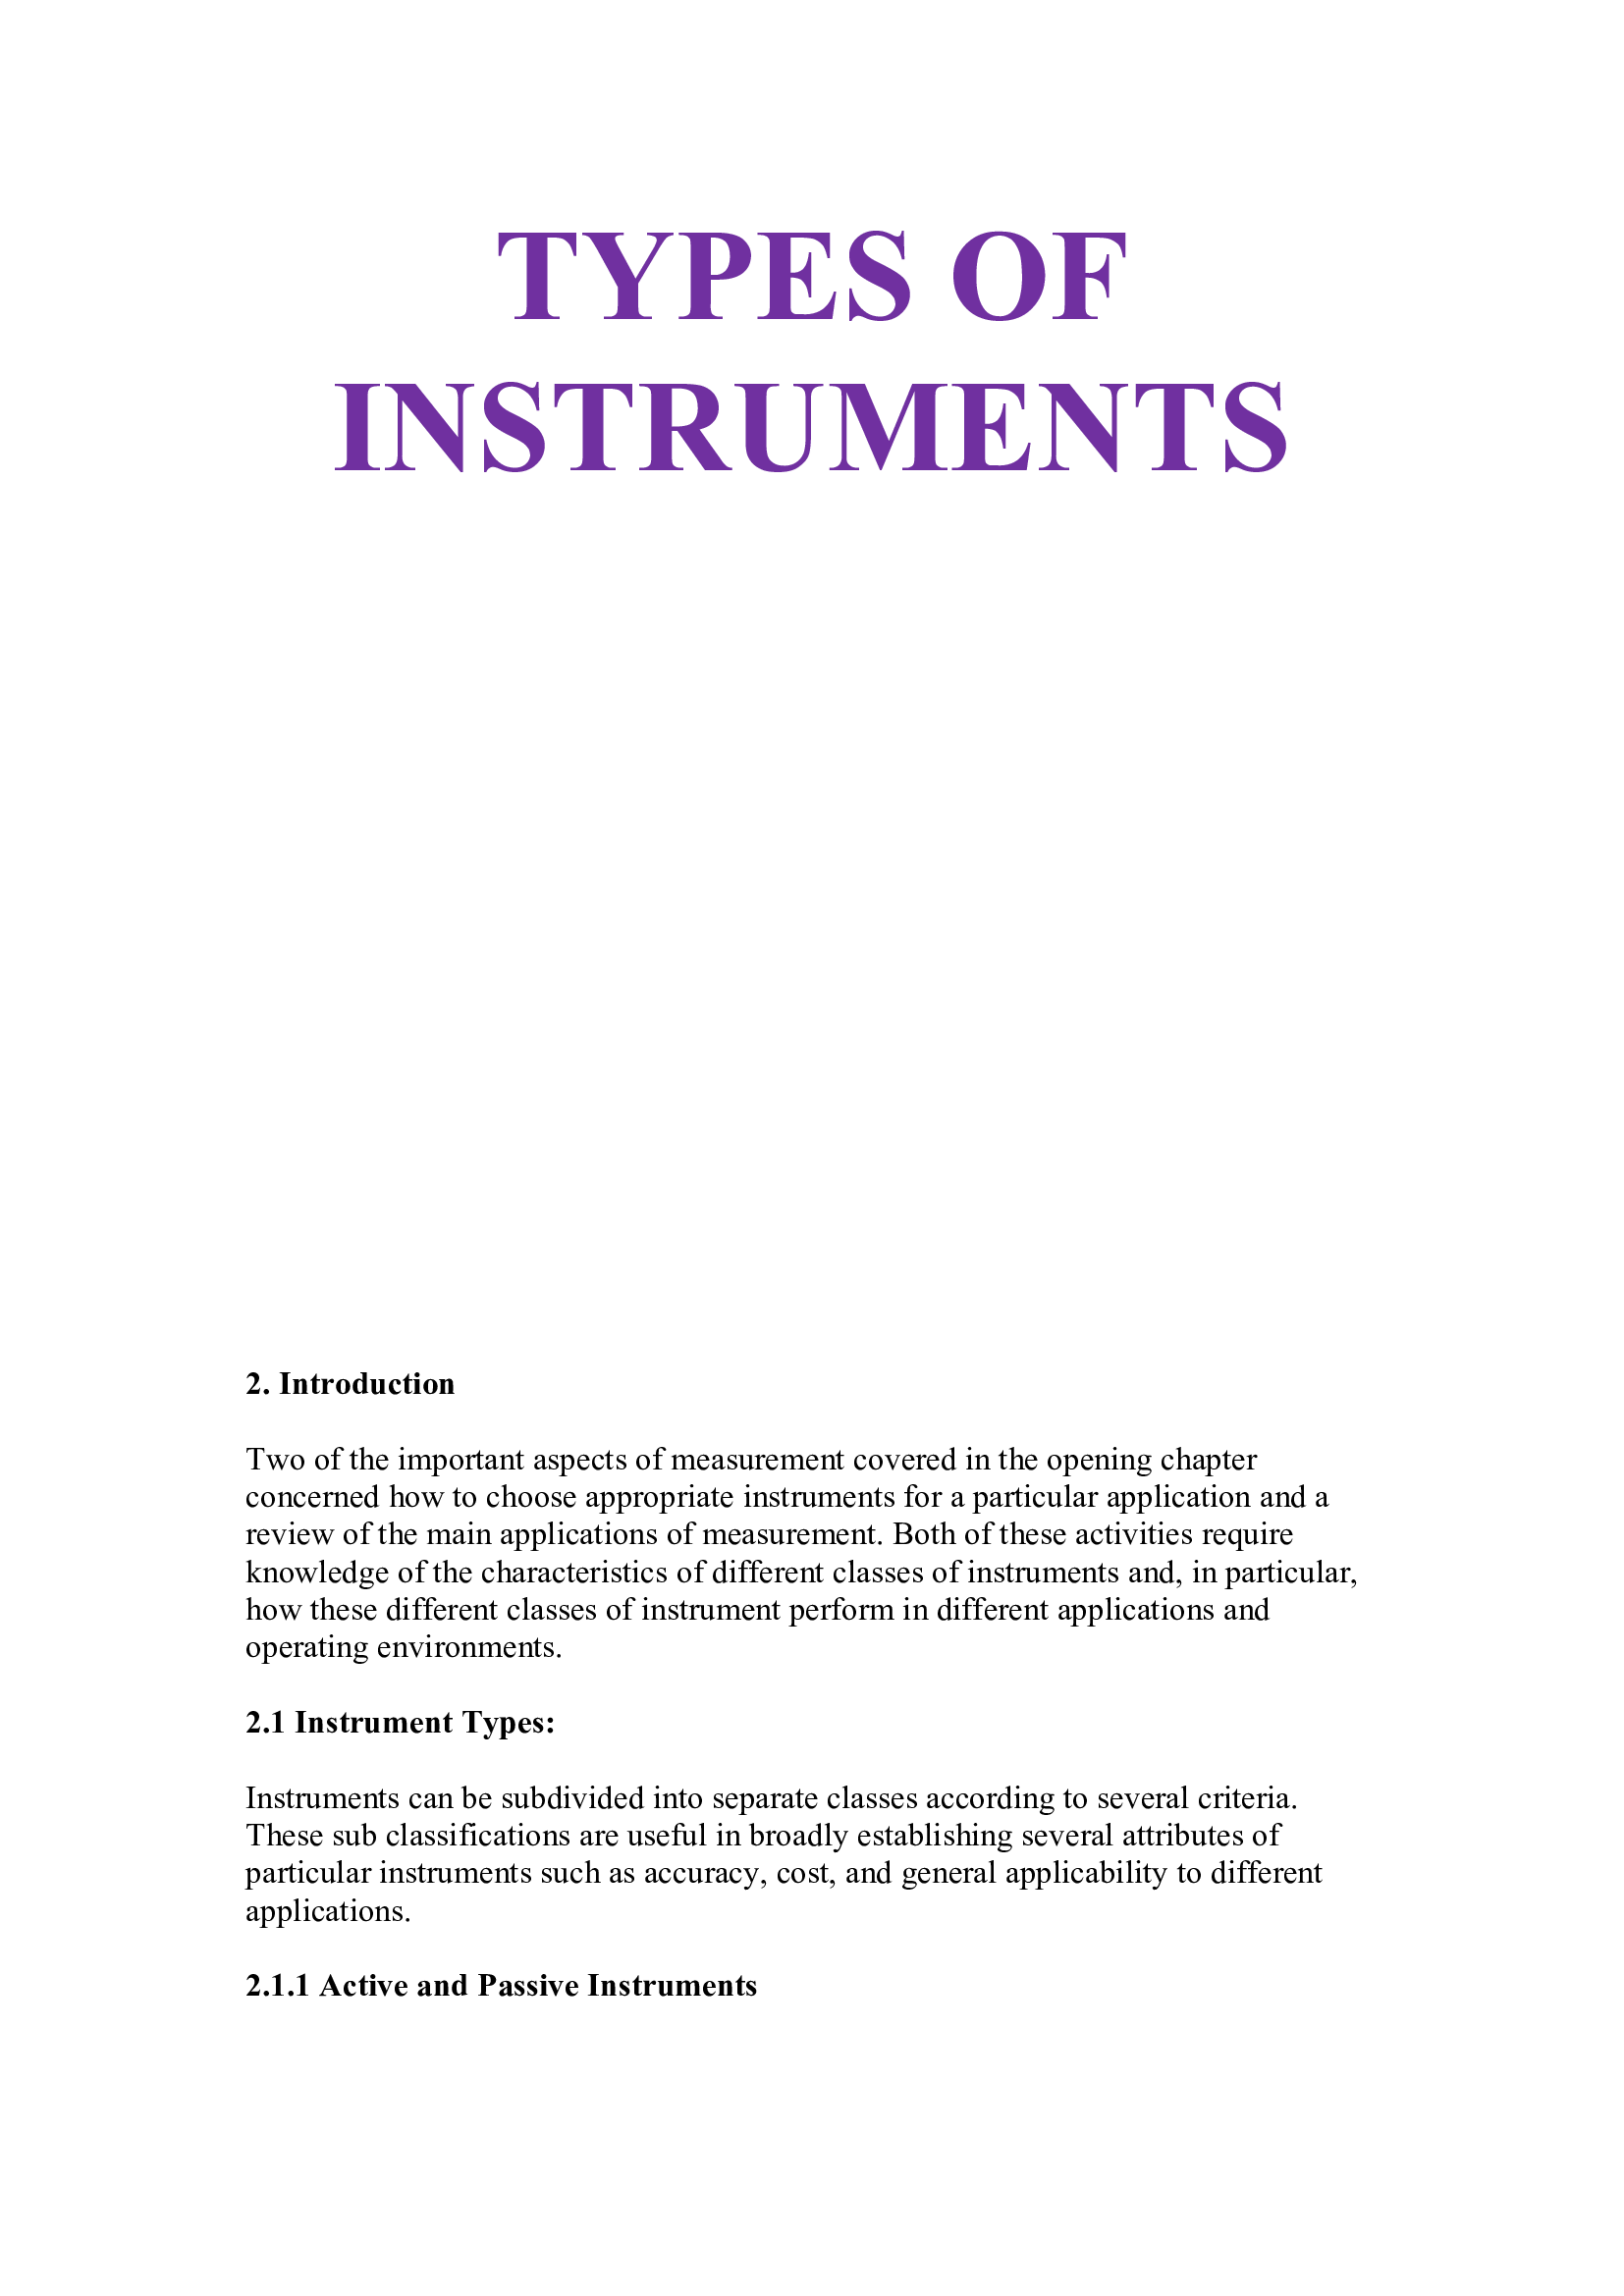 TYPES OF
INSTRUMENTS
2. Introduction
Two of the important aspects of measurement covered in the opening chapter
concerned how to choose appropriate instruments for a particular application and a
review of the main applications of measurement. Both of these activities require
knowledge of the characteristics of different classes of instruments and, in particular,
how these different classes of instrument perform in different applications and
operating environments.
2.1 Instrument Types:
Instruments can be subdivided into separate classes according to several criteria.
These sub classifications are useful in broadly establishing several attributes of
particular instruments such as accuracy, cost, and general applicability to different
applications.
2.1.1 Active and Passive Instruments